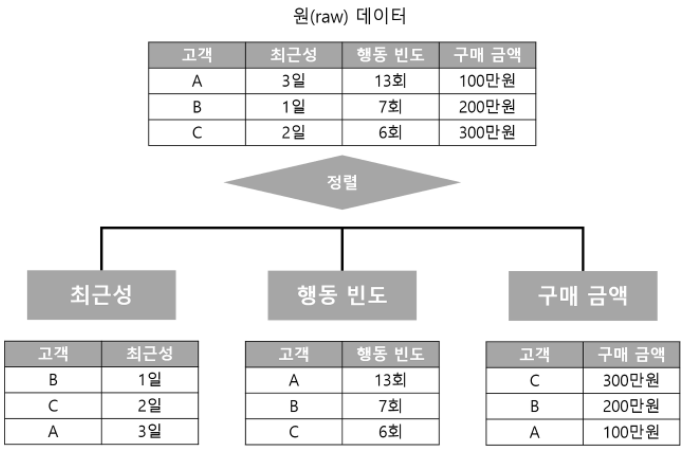 원(raw) 데이터
고객 최근성 행동 빈도 구매 금액
A 3일 13회 100만원
B 1일 7회 200만원
C 2일 6회 300만원
정렬
최근성 행동 빈도 구매 금액
고객 최근성
B 1일
C 2일
A 3일
고객 행동 빈도
A 13회
B 7회
C 6회
고객 구매 금액
C 300만원
B 200만원
A 100만원